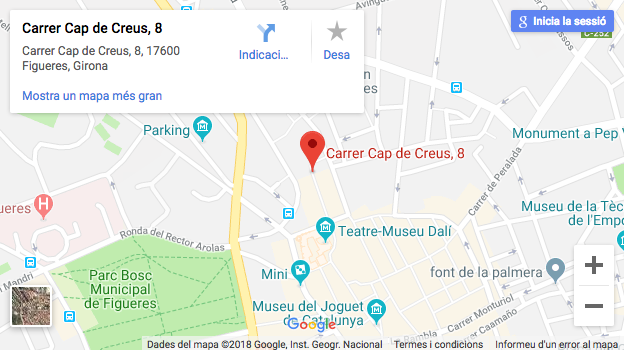 Carrer Cap de Creus, 8
Carrer Cap de Creus, 8, 17600
Figueres, Girona
Indicaci...
Desa
Mostra un mapa més gran
Inicia la sessió
C-252
Parking
Carrer Cap de Creus, 8
Monument a Pep V
Carrer de Peralada
Museu de la Tèc
de l'Empo
ueres
H
Ronda del Rector Arolas
Teatre-Museu Dalí
Mini
font de la palmera
Parc Bosc
Municipal
de Figueres
Museu del Joguet
de Catalunya
Carrer Monturiol
Carrer Caamaño
Rambla
Google
Dades del mapa ©2018 Google, Inst. Geogr. Nacional
Termes i condicions
Informeu d'un error al mapa